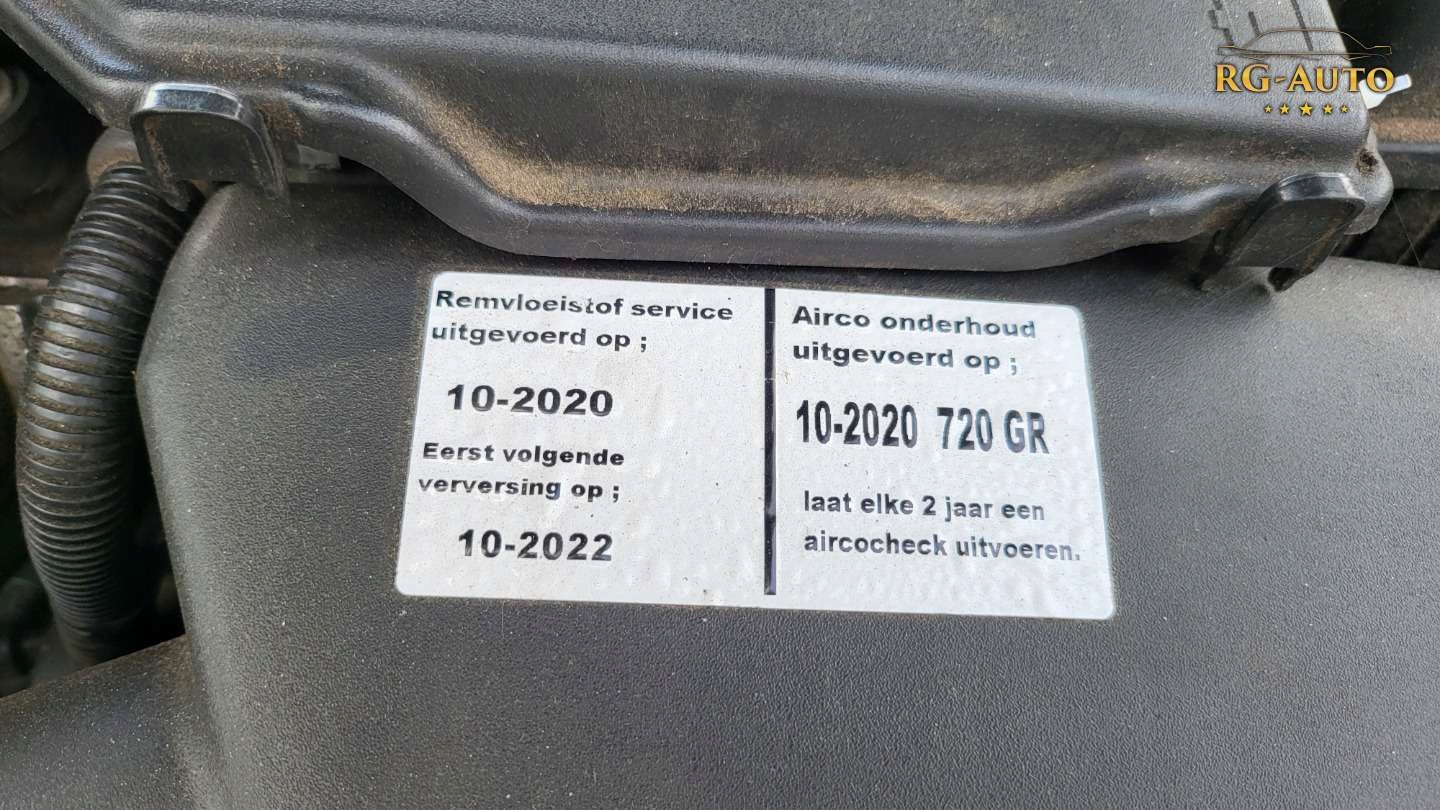 RG-AUTO
Remvloeistof service
uitgevoerd op ;
10-2020
Eerst volgende
verversing op ;
10-2022
Airco onderhoud
uitgevoerd op ;
10-2020 720 GR
laat elke 2 jaar een
aircocheck uitvoeren.